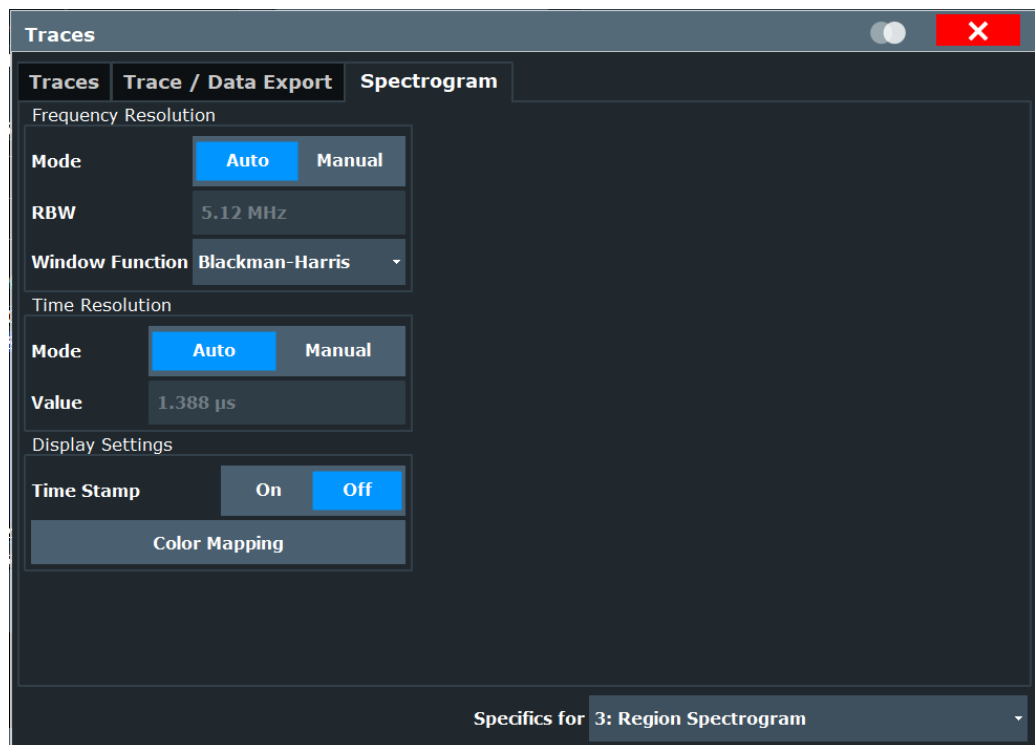 Traces
Traces Trace / Data Export Spectrogram
Frequency Resolution
Mode Auto Manual
RBW 5.12 MHz
Window Function Blackman-Harris
Time Resolution
Mode Auto Manual
Value 1.388 µs
Display Settings
Time Stamp On Off
Color Mapping
Specifics for 3: Region Spectrogram